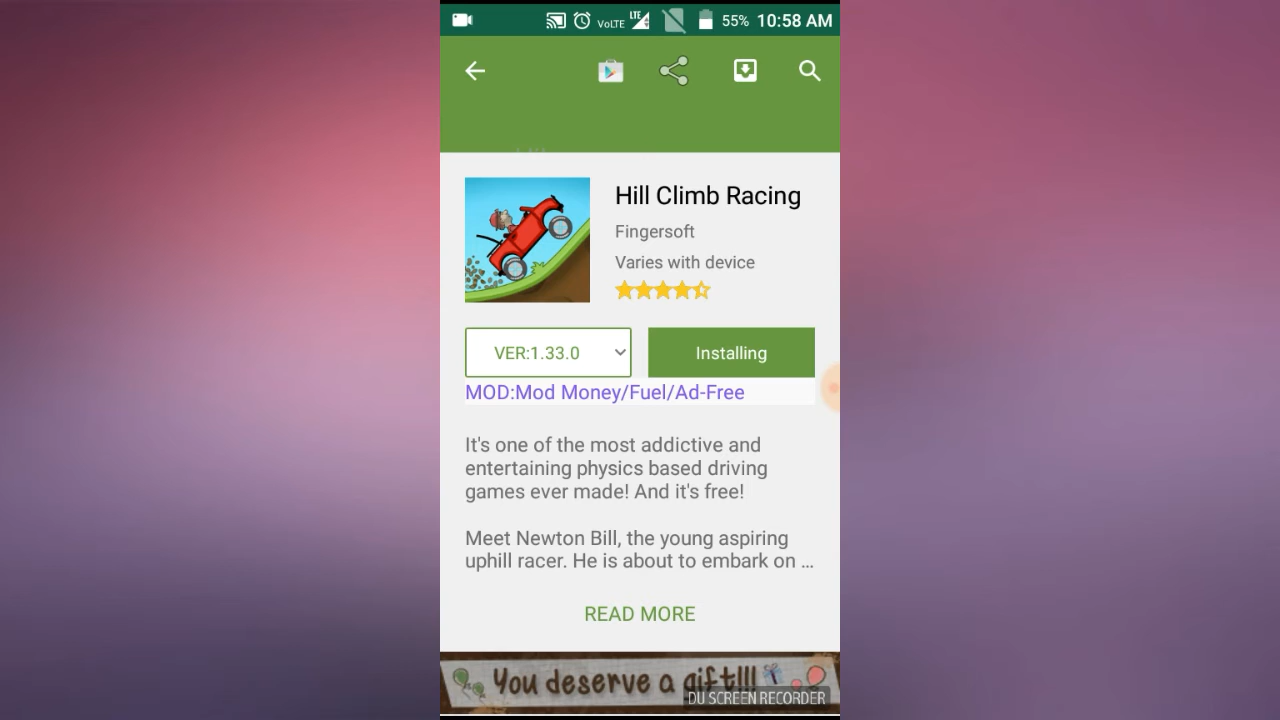 VoLTE LTE 55% 10:58 AM
Hill Climb Racing
Fingersoft
Varies with device
VER:1.33.0
Installing
MOD:Mod Money/Fuel/Ad-Free
It's one of the most addictive and
entertaining physics based driving
games ever made! And it's free!
Meet Newton Bill, the young aspiring
uphill racer. He is about to embark on ...
READ MORE
You deserve a gift!!!
DU SCREEN RECORDER